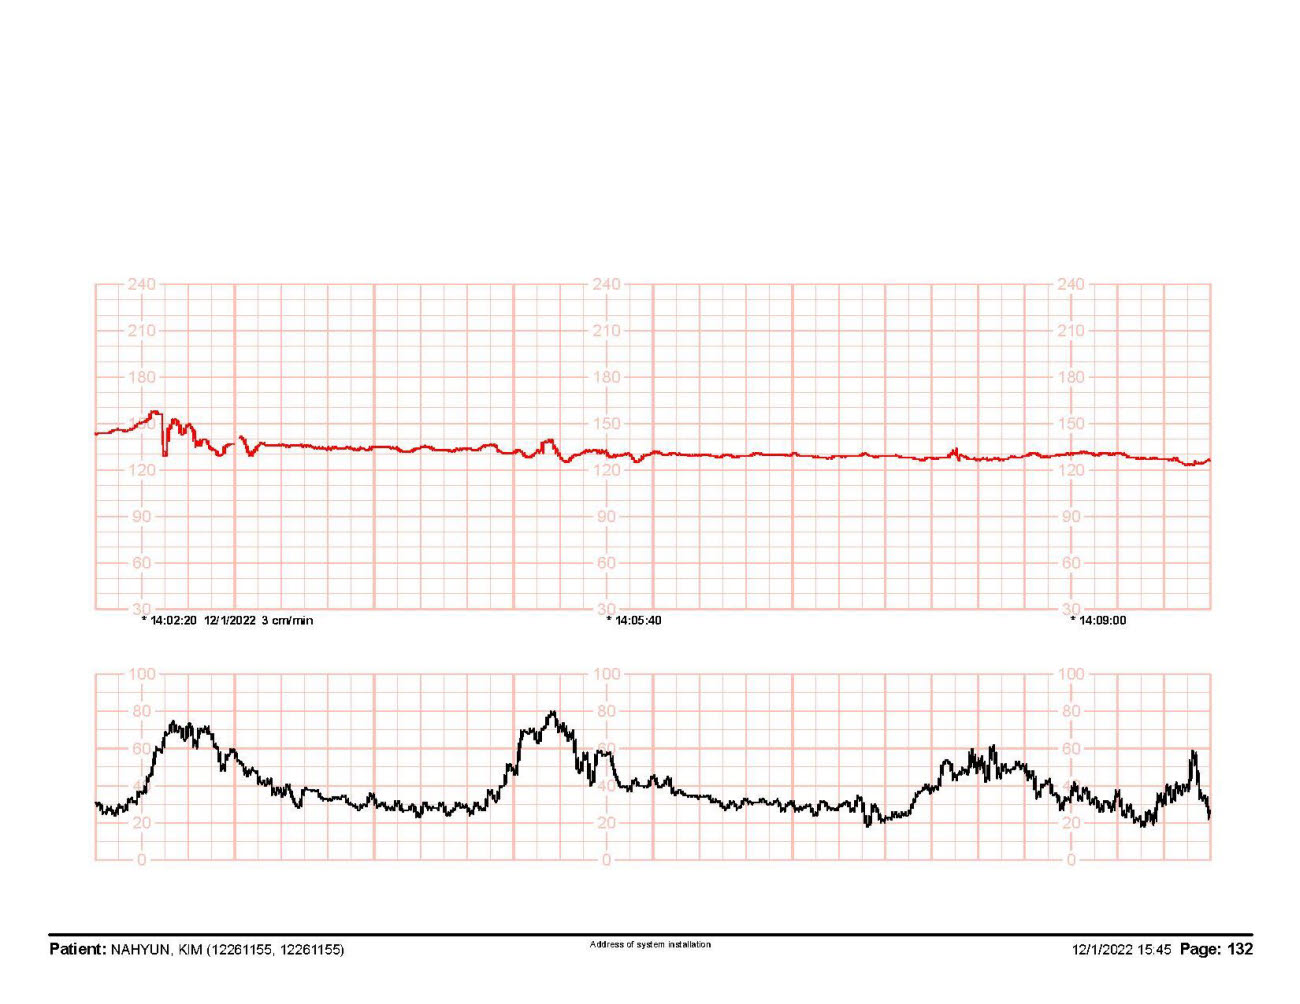 240 240 240
210 210 210
180 180 180
150 150 150
120 120 120
90 90 90
60 60 60
30 30 30
* 14:02:20 12/1/2022 3 cm/min * 14:05:40 * 14:09:00
100 100 100
80 80 80
60 60 60
40 40 40
20 20 20
0 0 0
Patient: NAHYUN, KIM (12261155, 12261155) Address of system installation 12/1/2022 15:45 Page: 132